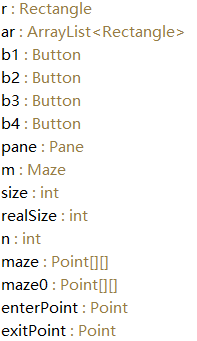 r : Rectangle
ar : ArrayList<Rectangle>
b1 : Button
b2 : Button
b3 : Button
b4 : Button
pane : Pane
m : Maze
size : int
realSize : int
n : int
maze : Point[][]
maze0 : Point[][]
enterPoint : Point
exitPoint : Point